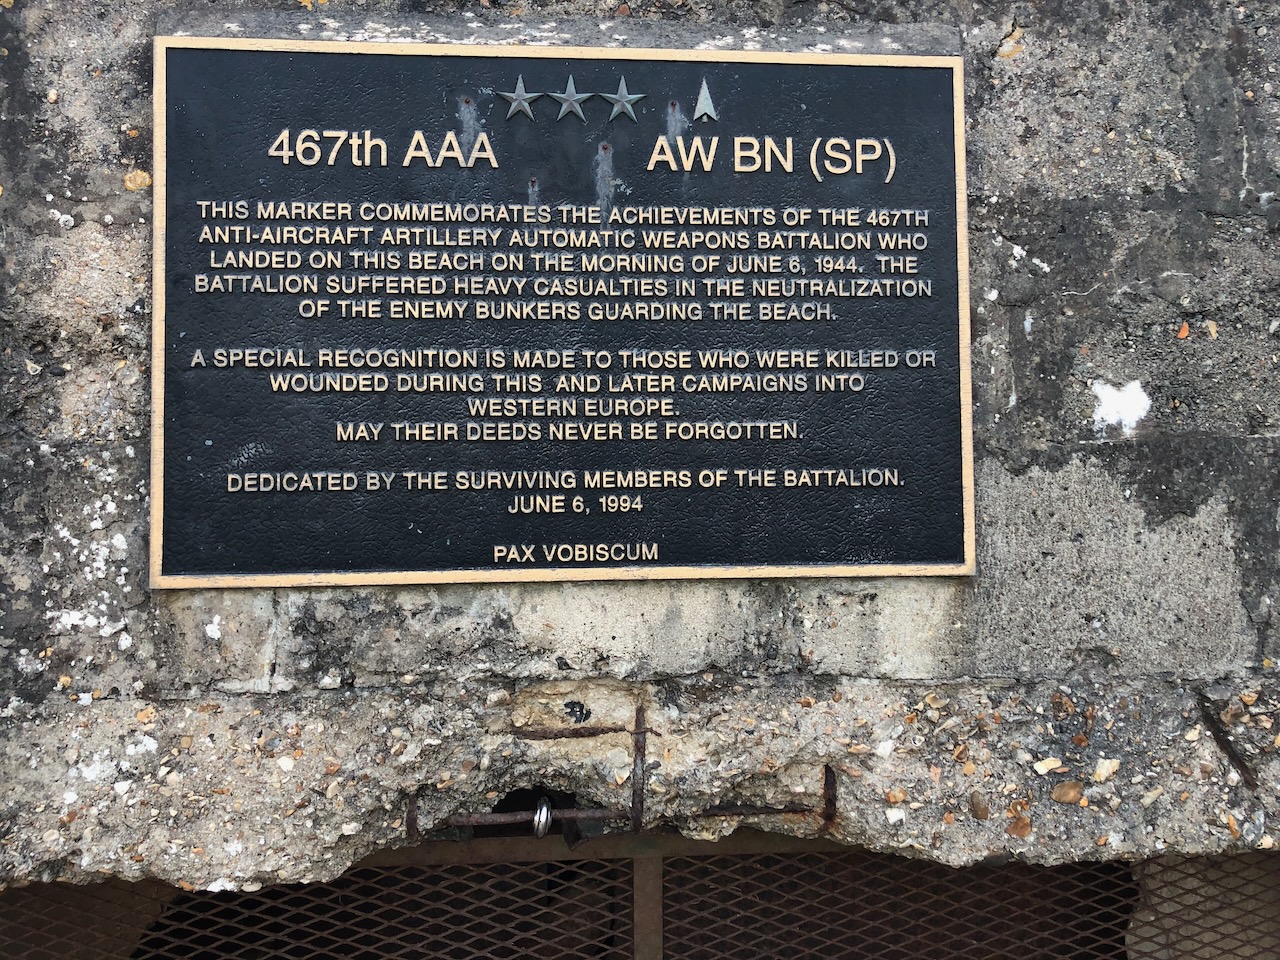 467th AAA AW BN (SP)
THIS MARKER COMMEMORATES THE ACHIEVEMENTS OF THE 467TH
ANTI-AIRCRAFT ARTILLERY AUTOMATIC WEAPONS BATTALION WHO
LANDED ON THIS BEACH ON THE MORNING OF JUNE 6, 1944. THE
BATTALION SUFFERED HEAVY CASUALTIES IN THE NEUTRALIZATION
OF THE ENEMY BUNKERS GUARDING THE BEACH.
A SPECIAL RECOGNITION IS MADE TO THOSE WHO WERE KILLED OR
WOUNDED DURING THIS AND LATER CAMPAIGNS INTO
WESTERN EUROPE.
MAY THEIR DEEDS NEVER BE FORGOTTEN.
DEDICATED BY THE SURVIVING MEMBERS OF THE BATTALION.
JUNE 6, 1994
PAX VOBISCUM